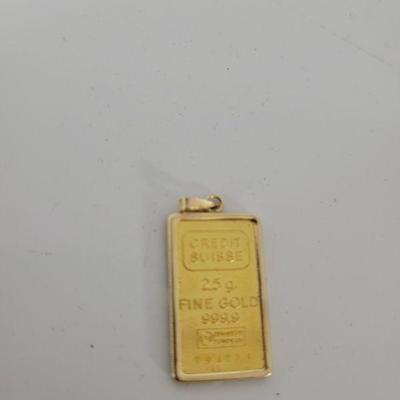 CREDIT
SUISSE
2,5 g.
FINE GOLD
999,9